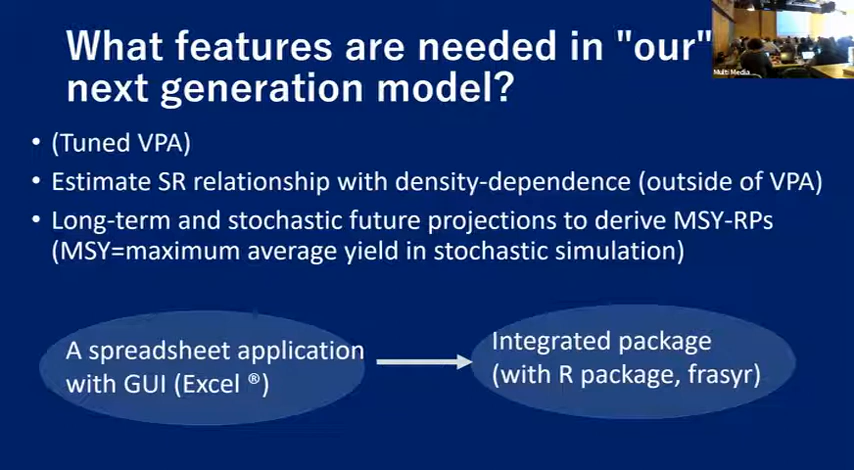 What features are needed in "our"
next generation model?
Multi Media
• (Tuned VPA)
• Estimate SR relationship with density-dependence (outside of VPA)
• Long-term and stochastic future projections to derive MSY-RPs
(MSY=maximum average yield in stochastic simulation)
A spreadsheet application
with GUI (Excel ®)
Integrated package
(with R package, frasyr)